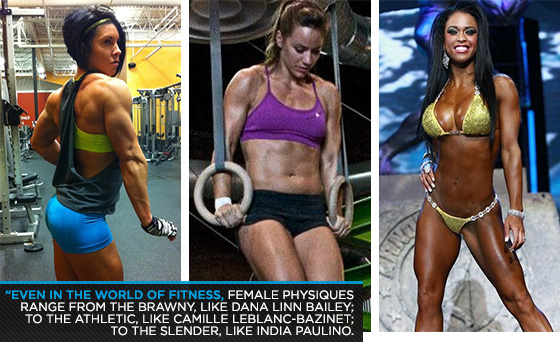 “EVEN IN THE WORLD OF FITNESS, FEMALE PHYSIQUES
RANGE FROM THE BRAWNY, LIKE DANA LINN BAILEY;
TO THE ATHLETIC, LIKE CAMILLE LEBLANC-BAZINET;
TO THE SLENDER, LIKE INDIA PAULINO.